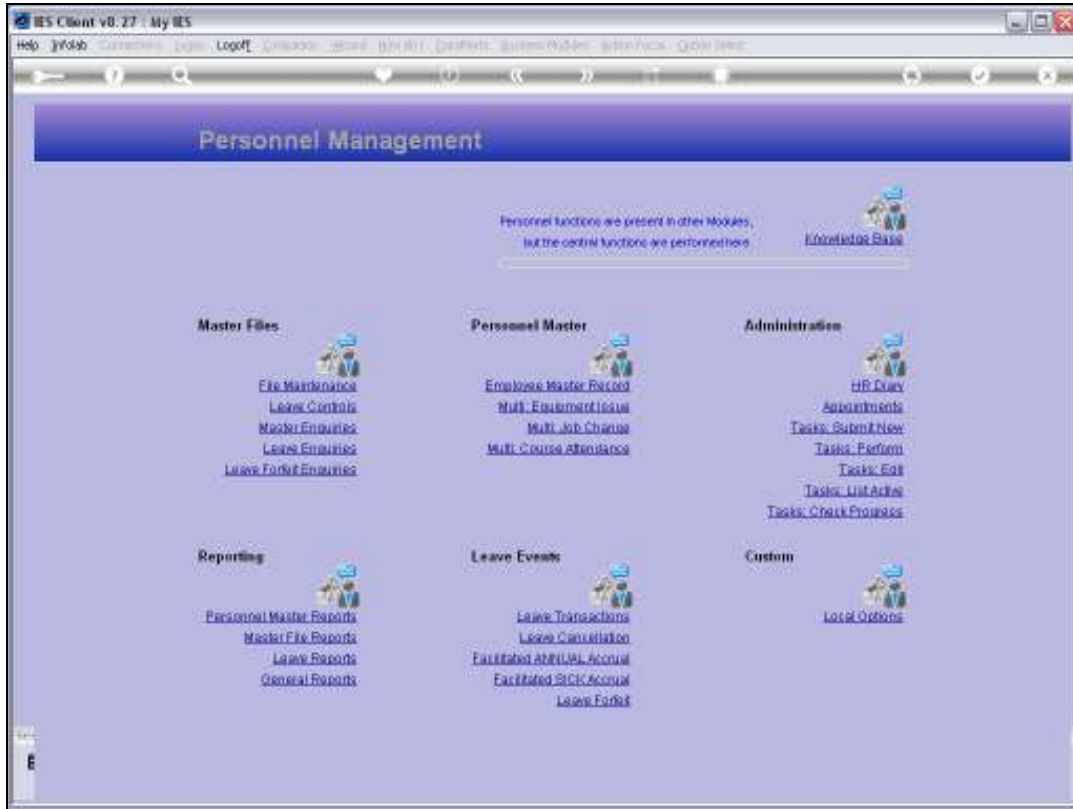 IES Client v8.27 : My IES
Help Infolab Logoff
Personnel Management
Personnel functions are present in other Modules,
but the central functions are performed here
Knowledge Base
Master Files
File Maintenance
Leave Controls
Master Enquiries
Leave Enquiries
Leave Forfeit Enquiries
Personnel Master
Employee Master Record
Multi: Equipment Issue
Multi: Job Change
Multi: Course Attendance
Administration
HR Diary
Appointments
Tasks: Submit New
Tasks: Perform
Tasks: Edit
Tasks: List Active
Tasks: Check Progress
Reporting
Personnel Master Reports
Master File Reports
Leave Reports
General Reports
Leave Events
Leave Transactions
Leave Cancellation
Facilitated ANNUAL Accrual
Facilitated SICK Accrual
Leave Forfeit
Custom
Local Options